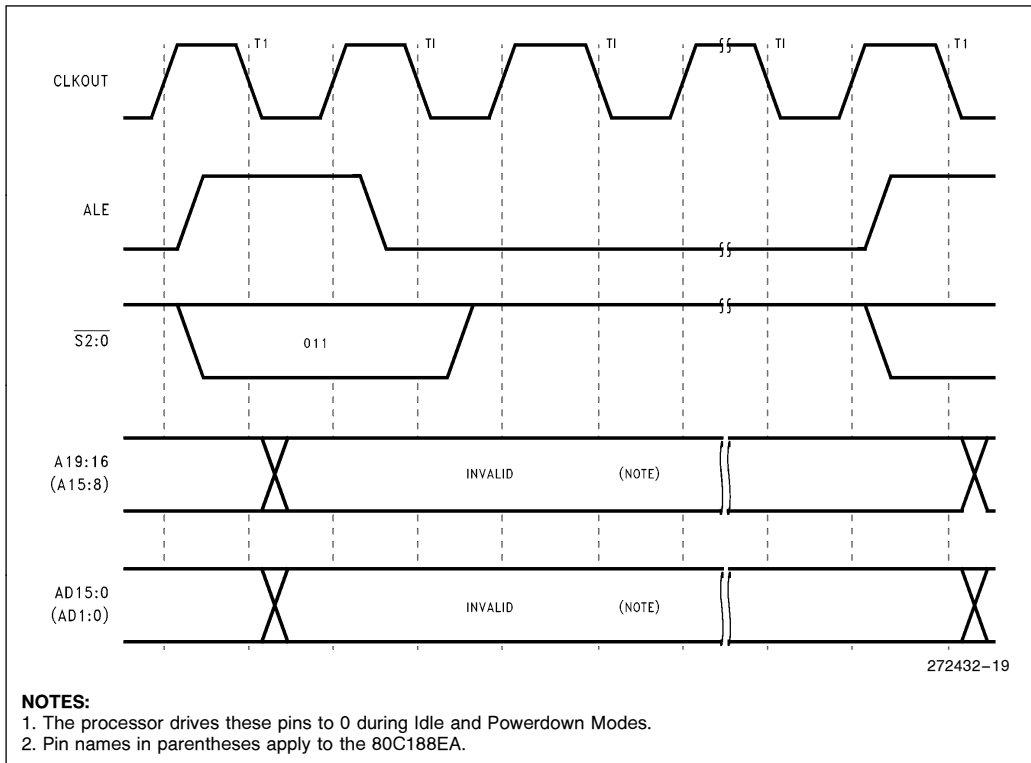 T1 TI TI TI T1
CLKOUT
ALE
S2:0
011
A19:16
(A15:8)
INVALID (NOTE)
AD15:0
(AD1:0)
INVALID (NOTE)
272432–19
NOTES:
1. The processor drives these pins to 0 during Idle and Powerdown Modes.
2. Pin names in parentheses apply to the 80C188EA.